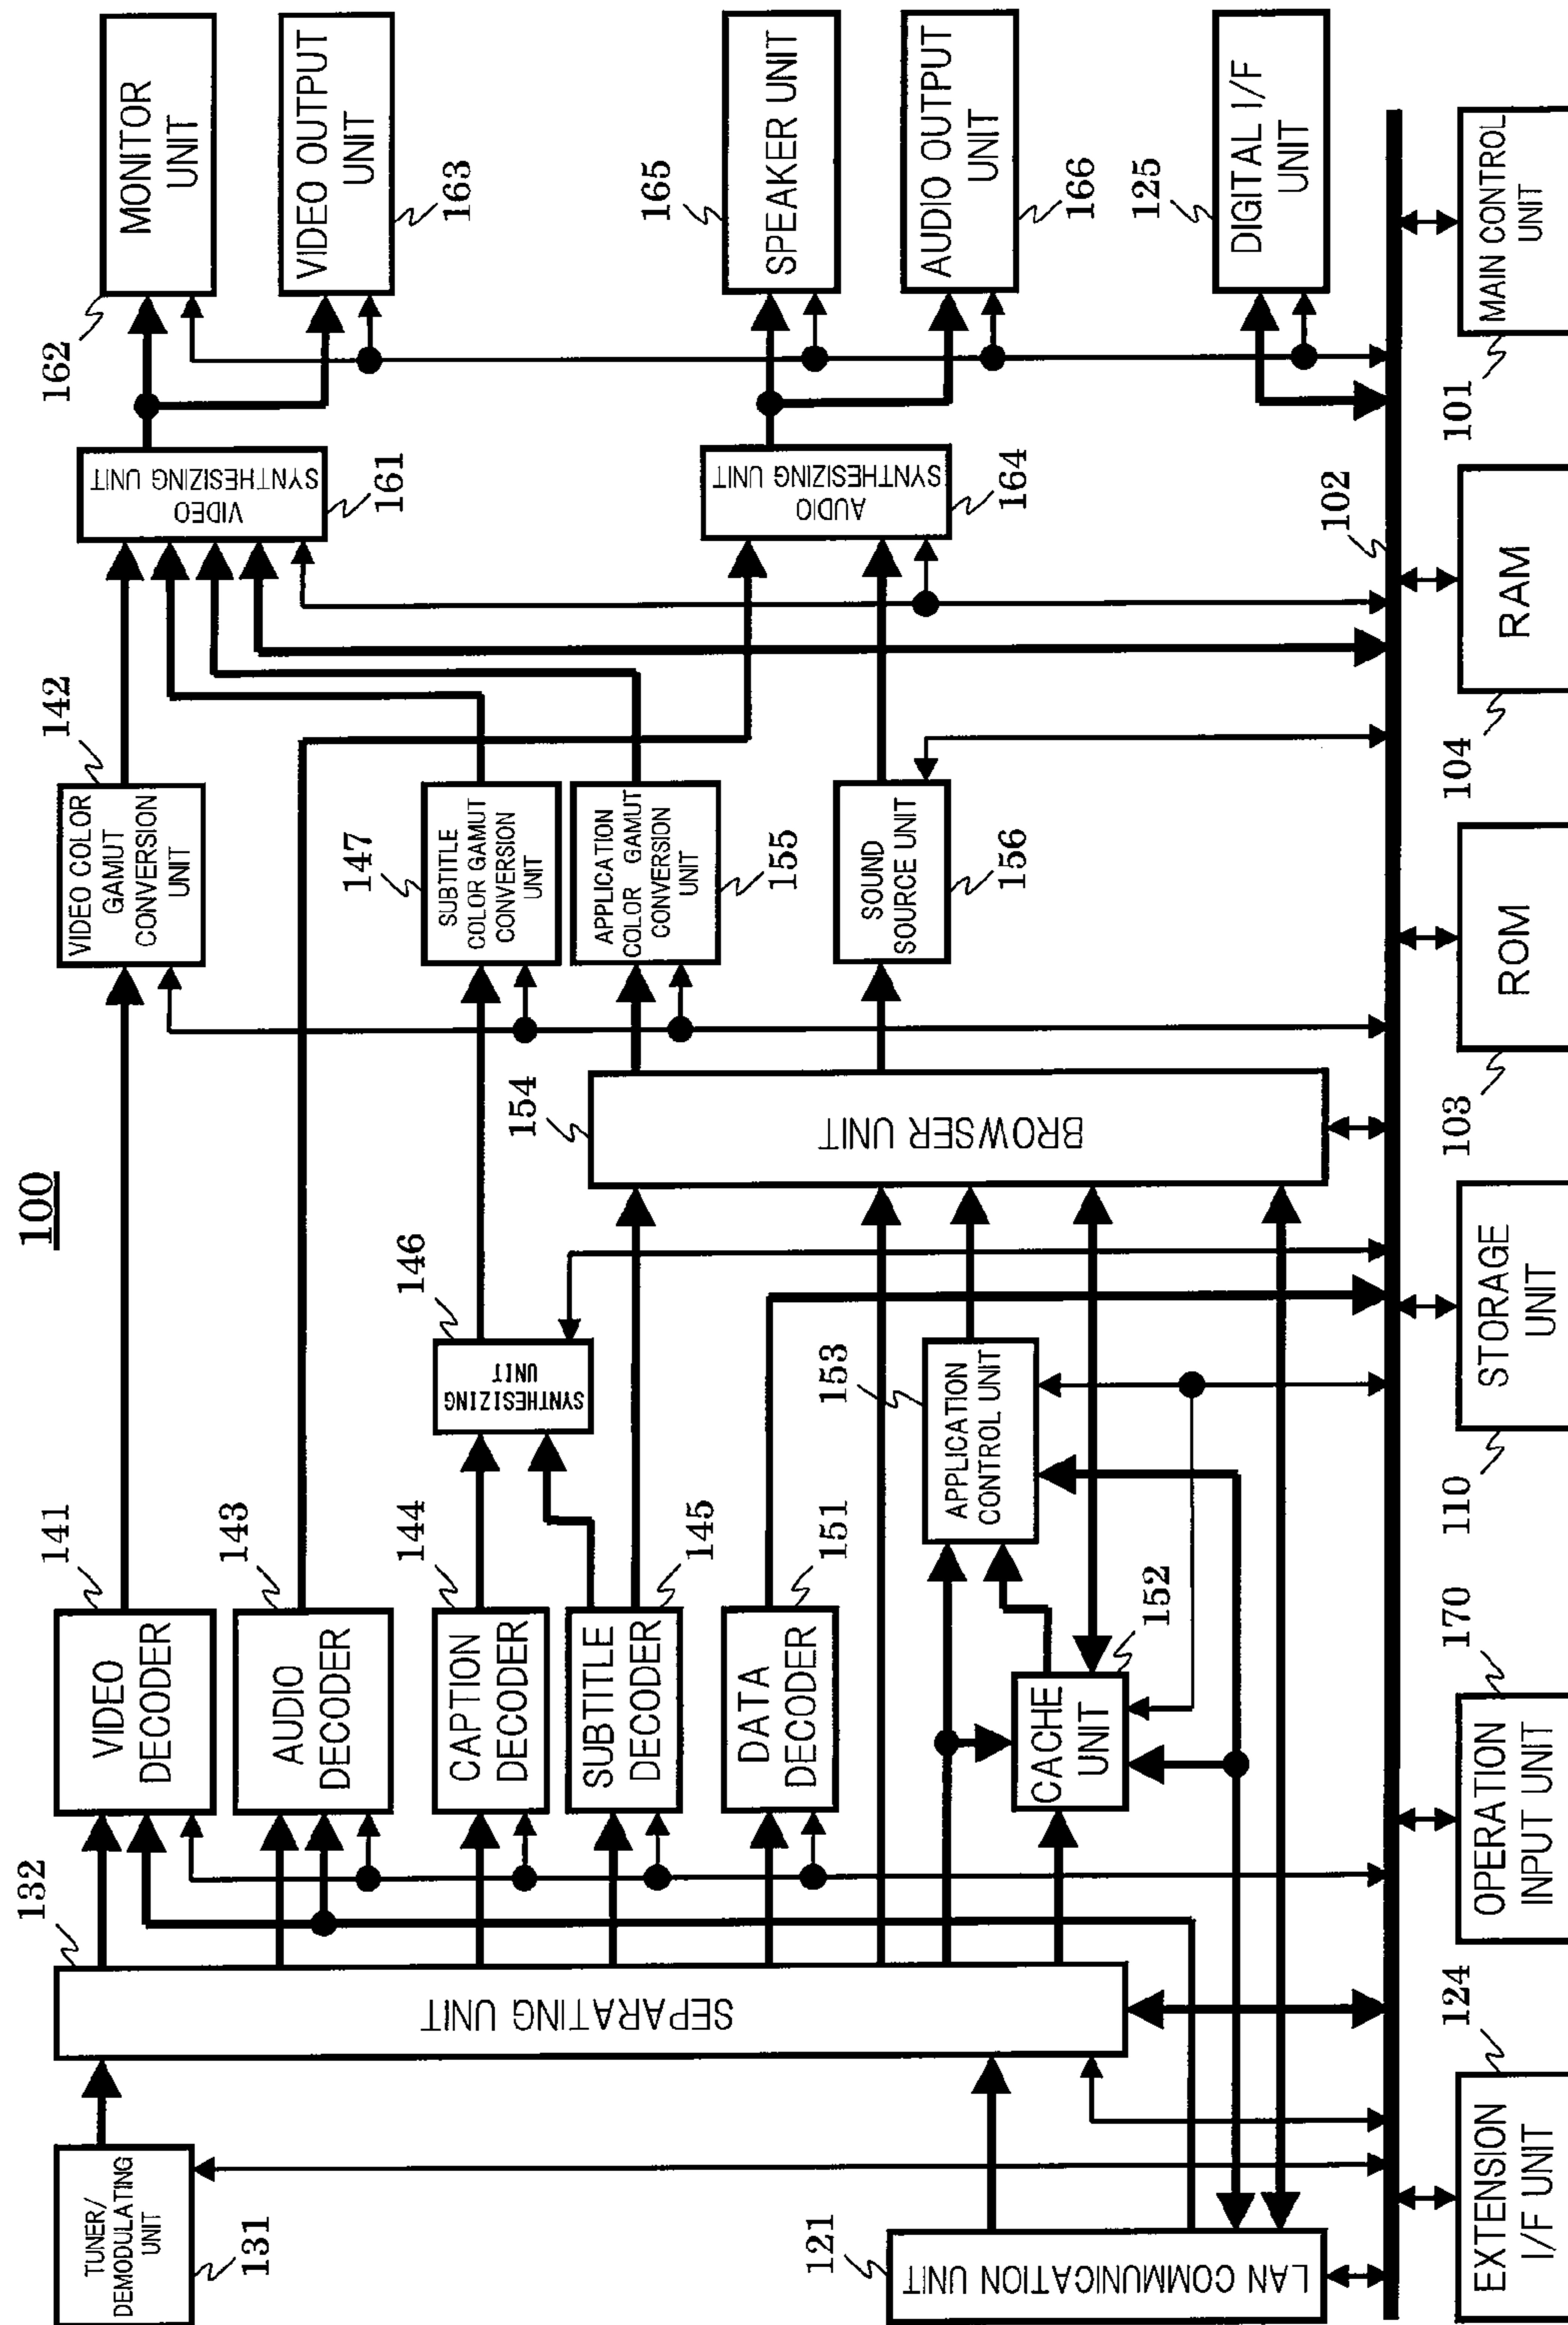 100
TUNER/
DEMODULATING
UNIT
131
LAN COMMUNICATION UNIT
121
SEPARATING UNIT
132
VIDEO
DECODER
141
AUDIO
DECODER
143
CAPTION
DECODER
144
SUBTITLE
DECODER
145
DATA
DECODER
151
CACHE
UNIT
152
APPLICATION
CONTROL UNIT
153
SYNTHESIZING
UNIT
146
BROWSER UNIT
154
VIDEO COLOR
GAMUT
CONVERSION
UNIT
142
SUBTITLE
COLOR GAMUT
CONVERSION
UNIT
147
APPLICATION
COLOR GAMUT
CONVERSION
UNIT
155
SOUND
SOURCE UNIT
156
VIDEO
SYNTHESIZING UNIT
161
AUDIO
SYNTHESIZING UNIT
164
MONITOR
UNIT
162
VIDEO OUTPUT
UNIT
163
SPEAKER UNIT
165
AUDIO OUTPUT
UNIT
166
DIGITAL I/F
UNIT
125
102
EXTENSION
I/F UNIT
124
OPERATION
INPUT UNIT
170
STORAGE
UNIT
110
ROM
103
RAM
104
MAIN CONTROL
UNIT
101